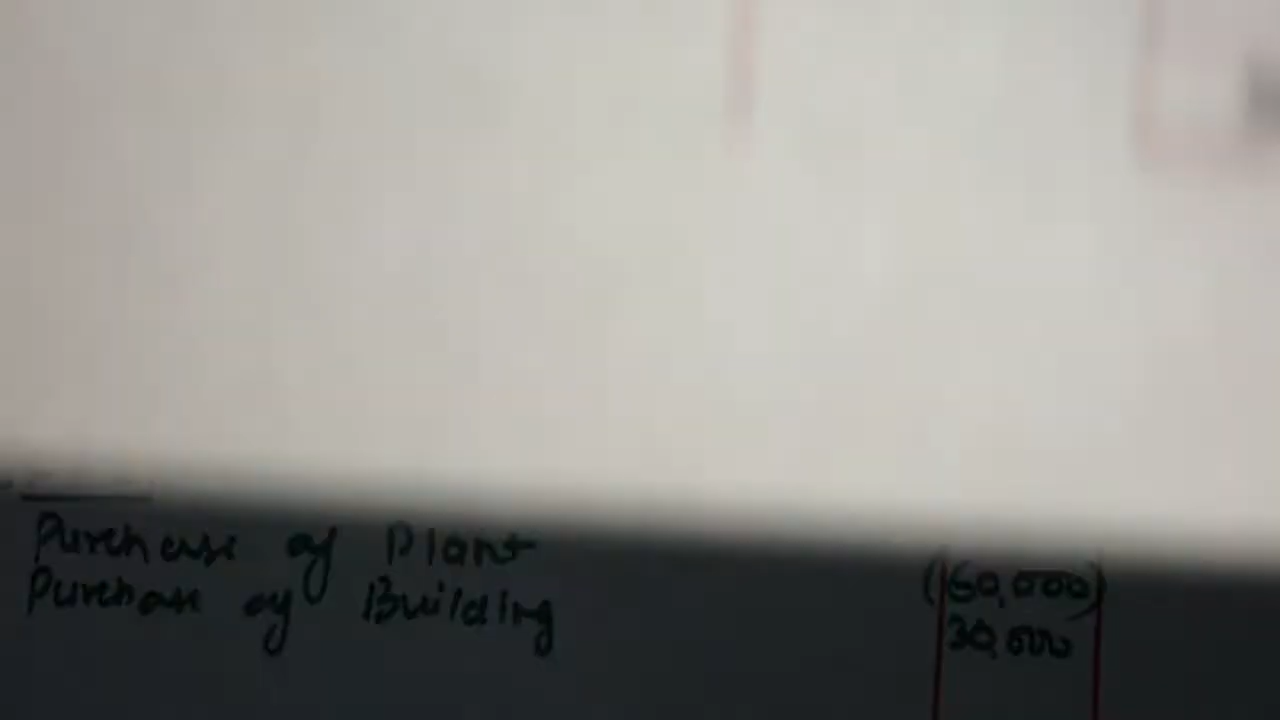 Purchase of Plant (60,000)
Purchase of Building 30,000